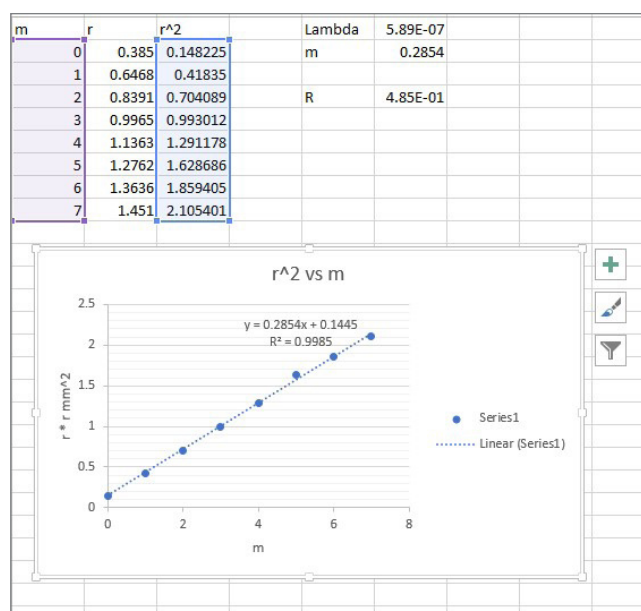 m r r^2 Lambda 5.89E-07
0 0.385 0.148225 m 0.2854
1 0.6468 0.41835
2 0.8391 0.704089 R 4.85E-01
3 0.9965 0.993012
4 1.1363 1.291178
5 1.2762 1.628686
6 1.3636 1.859405
7 1.451 2.105401
r^2 vs m
y = 0.2854x + 0.1445
R² = 0.9985
2.5
2
1.5
1
0.5
0
r * r mm^2
0 2 4 6 8
m
Series1
Linear (Series1)